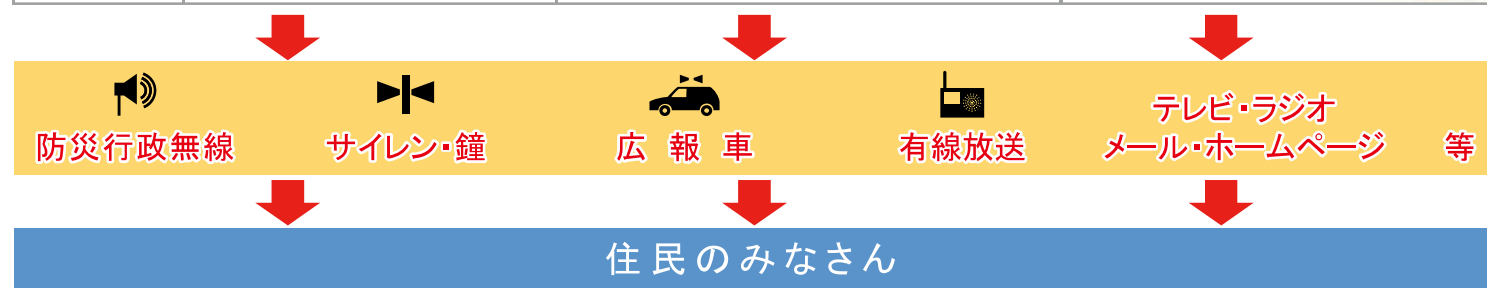 テレビ・ラジオ
防災行政無線 サイレン・鐘 広報車 有線放送 メール・ホームページ 等
住民のみなさん